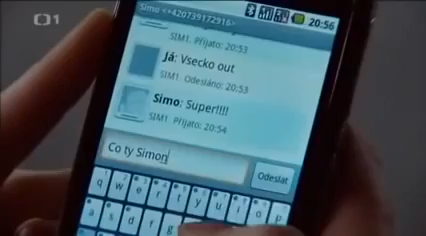 1
20:56
Simo <+420739172916>
SIM1. Přijato: 20:53
Já: Vsecko out
SIM1. Odesláno: 20:53
Simo: Super!!!!
SIM1. Přijato: 20:54
Co ty Simon
Odeslat
q w e r t y u i o p
a s d f g